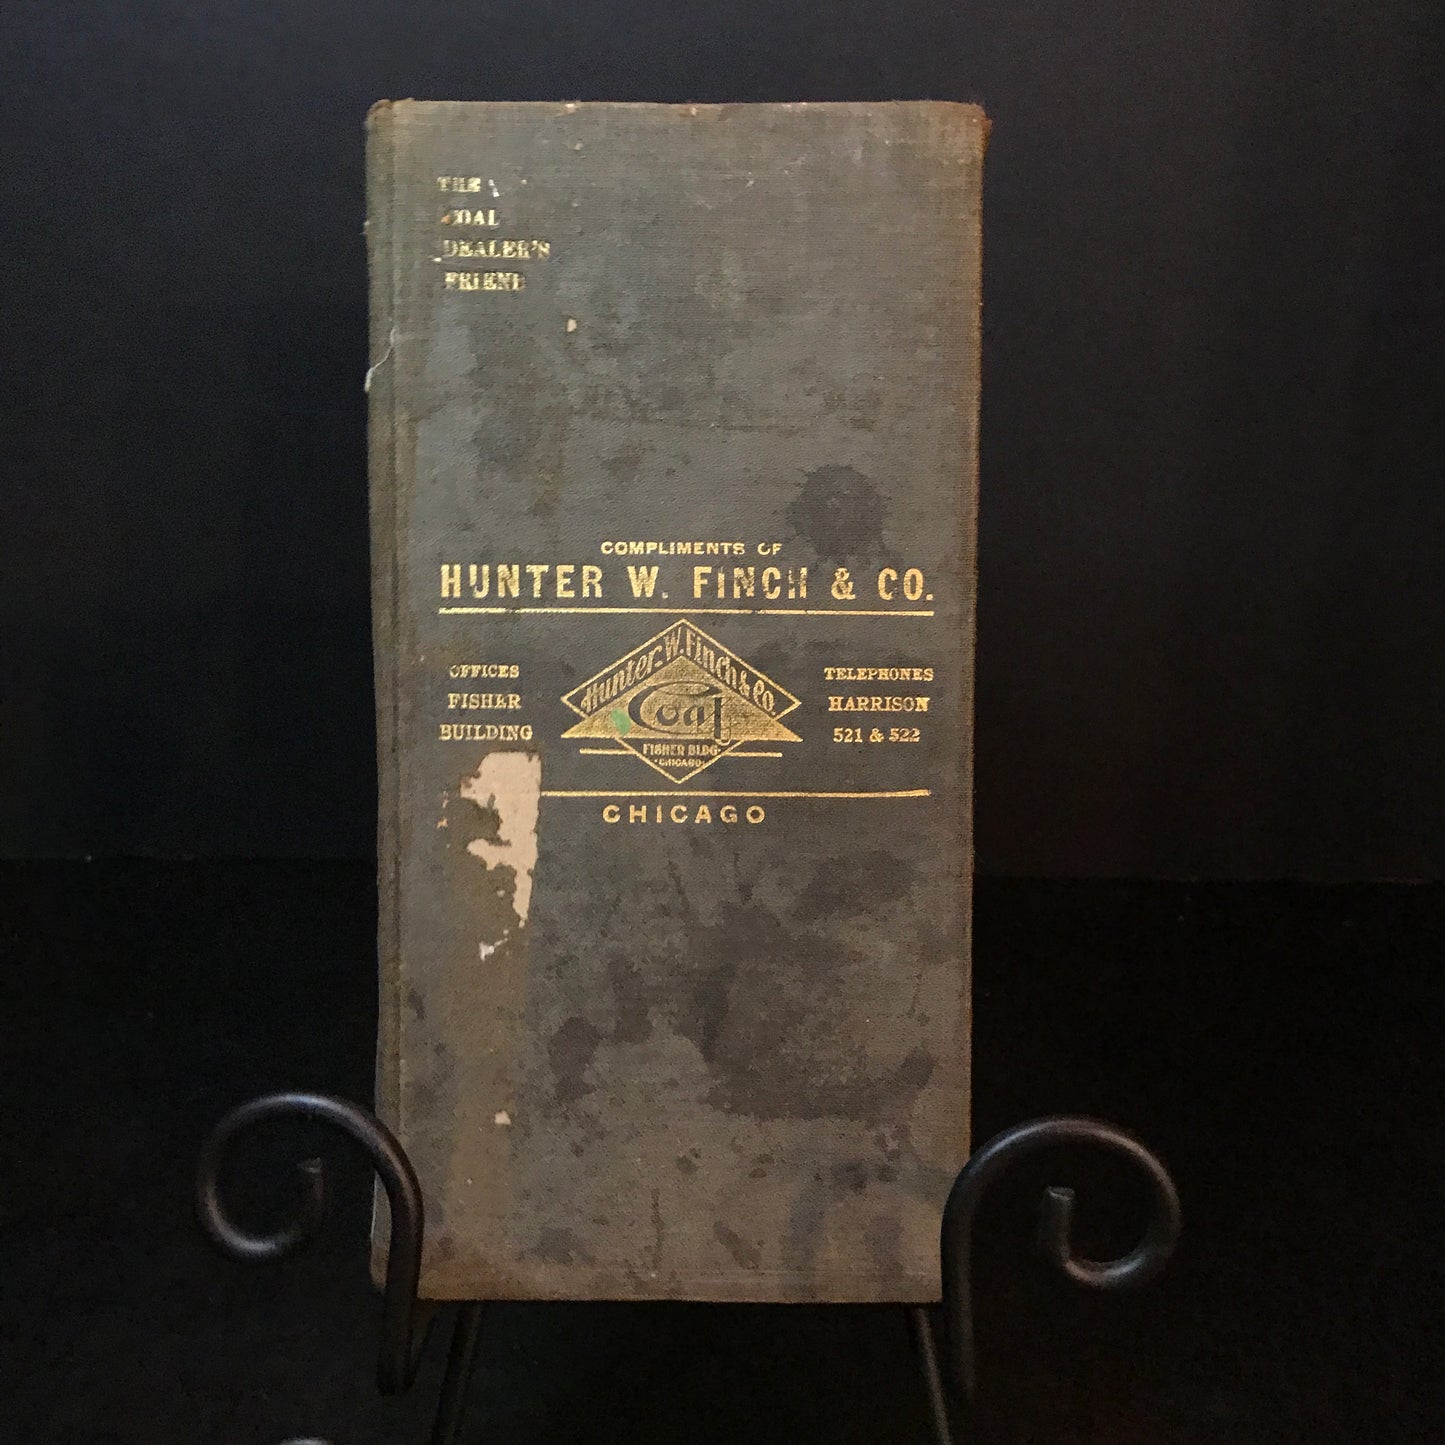 THE
COAL
DEALER'S
FRIEND
COMPLIMENTS OF
HUNTER W. FINCH & CO.
OFFICES
FISHER
BUILDING
Hunter W. Finch & Co.
Coal
FISHER BLDG.
CHICAGO.
TELEPHONES
HARRISON
521 & 522
CHICAGO